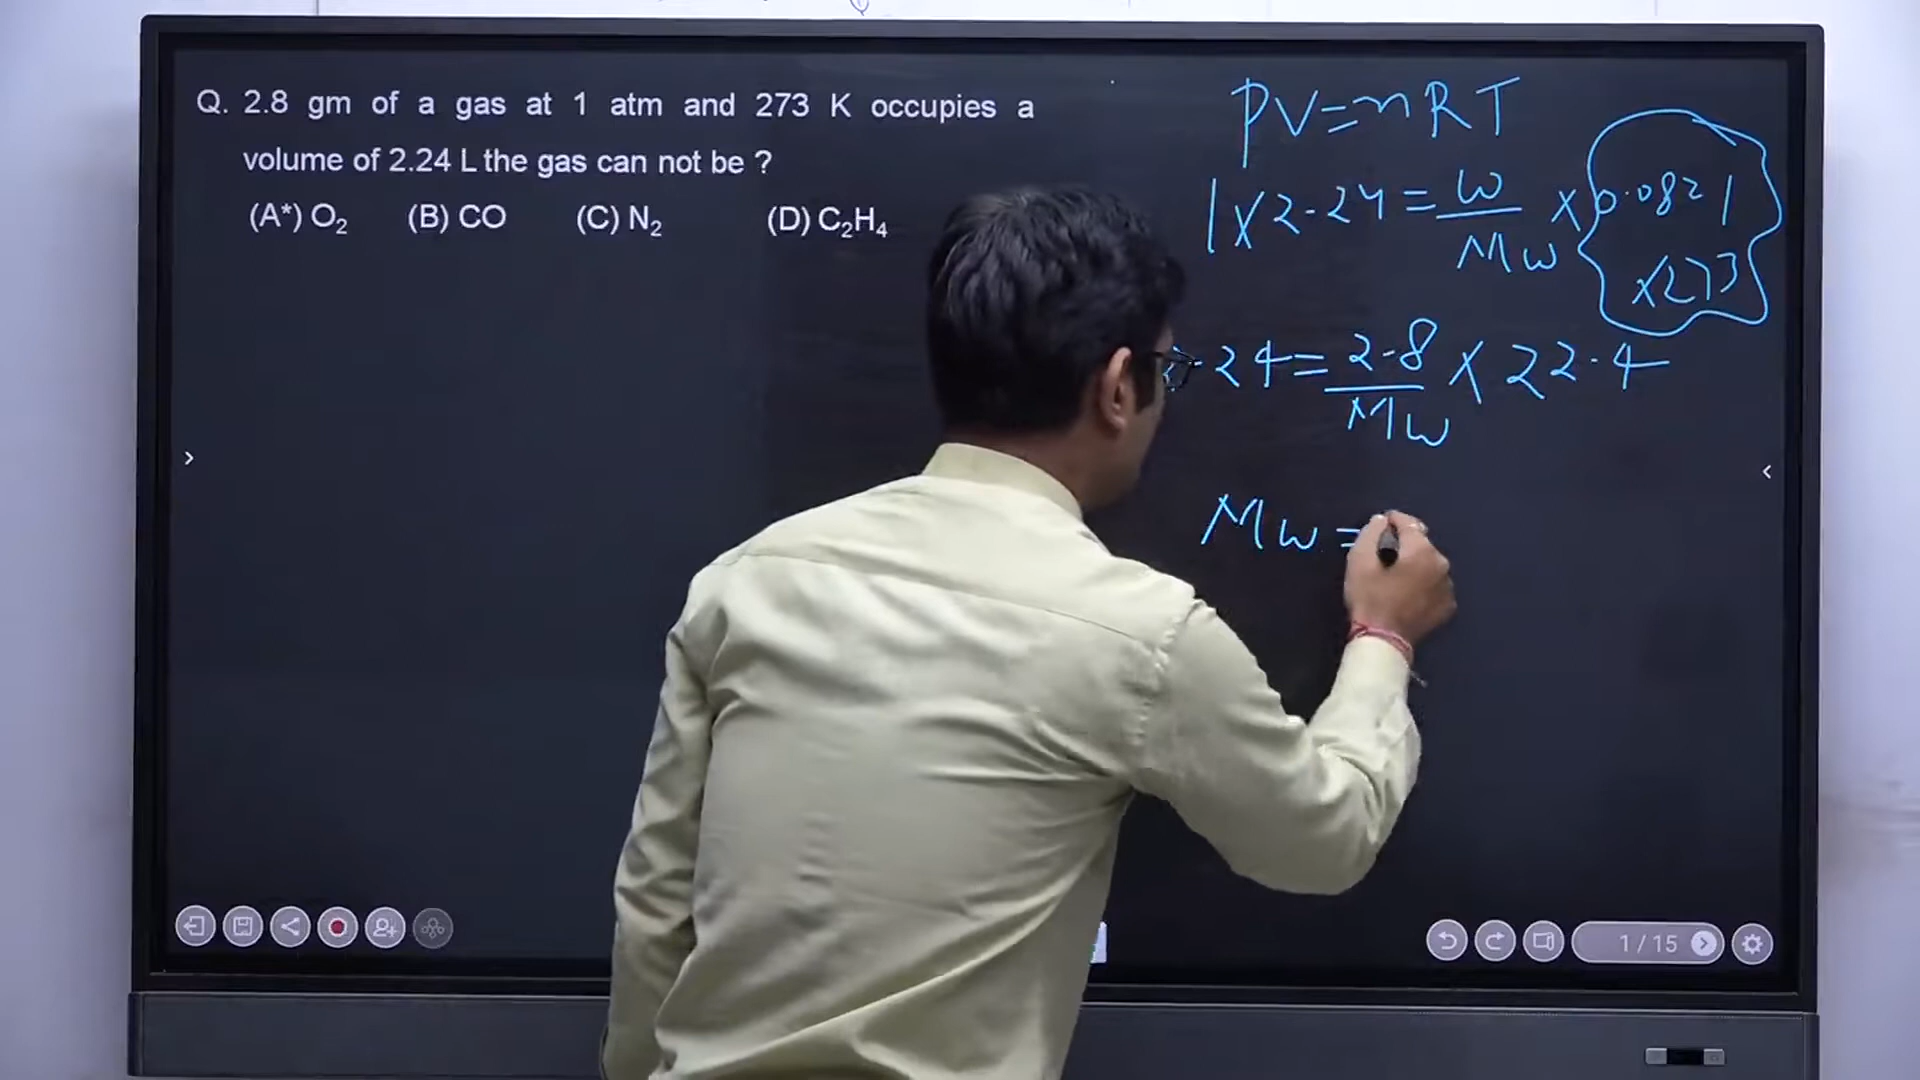 Q. 2.8 gm of a gas at 1 atm and 273 K occupies a
volume of 2.24 L the gas can not be ?
(A*) O₂ (B) CO (C) N₂ (D) C₂H₄
PV=nRT
1×2.24=w/Mw×0.0821
×273
2.24=2.8/Mw×22.4
Mw=
1/15